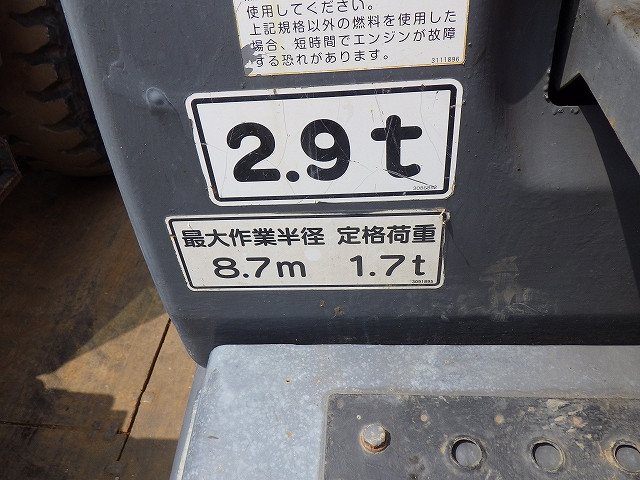 使用してください。
上記規格以外の燃料を使用した
場合、短時間でエンジンが故障
する恐れがあります。
3111896
2.9t
最大作業半径 定格荷重
8.7m 1.7t